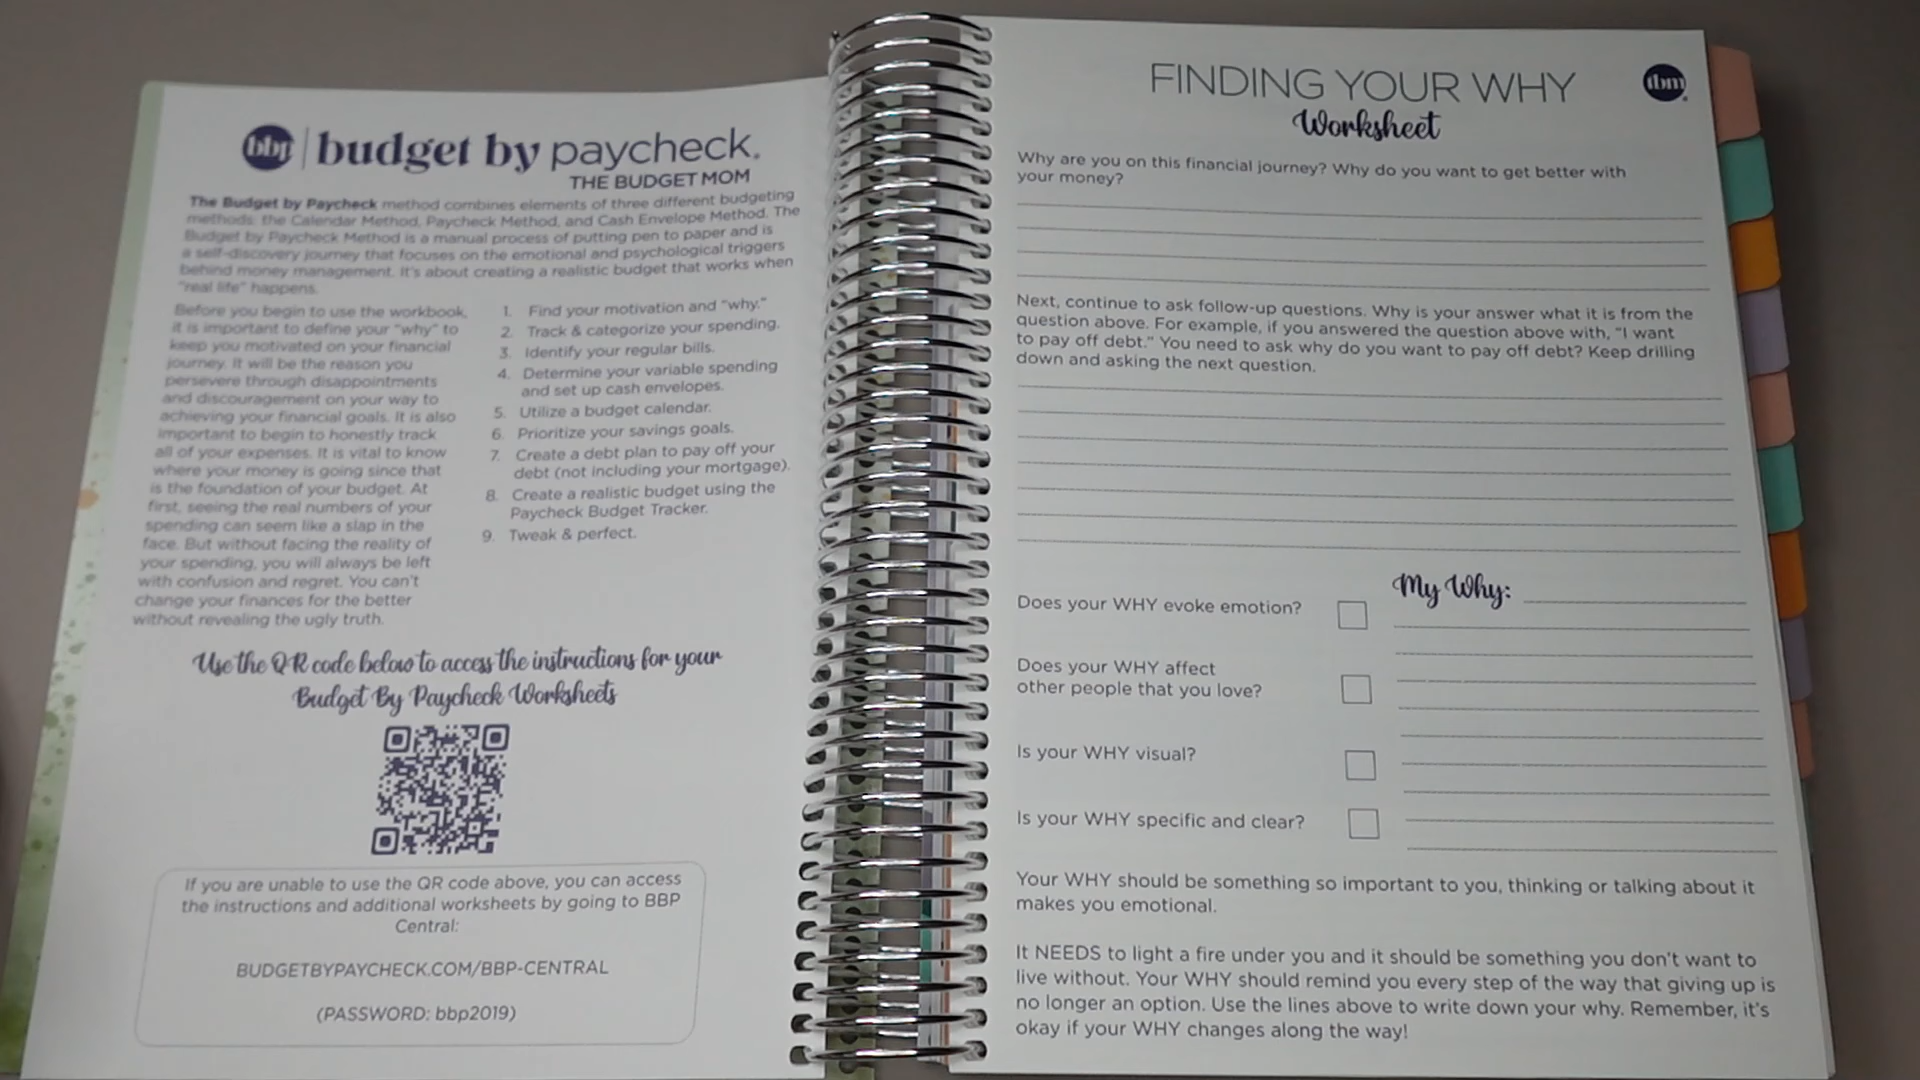 bbp | budget by paycheck.
THE BUDGET MOM
The Budget by Paycheck method combines elements of three different budgeting
methods: the Calendar Method, Paycheck Method, and Cash Envelope Method. The
Budget by Paycheck Method is a manual process of putting pen to paper and is
a self-discovery journey that focuses on the emotional and psychological triggers
behind money management. It's about creating a realistic budget that works when
"real life" happens.
Before you begin to use the workbook,
it is important to define your "why" to
keep you motivated on your financial
journey. It will be the reason you
persevere through disappointments
and discouragement on your way to
achieving your financial goals. It is also
important to begin to honestly track
all of your expenses. It is vital to know
where your money is going since that
is the foundation of your budget. At
first, seeing the real numbers of your
spending can seem like a slap in the
face. But without facing the reality of
your spending, you will always be left
with confusion and regret. You can't
change your finances for the better
without revealing the ugly truth.
1. Find your motivation and "why."
2. Track & categorize your spending.
3. Identify your regular bills.
4. Determine your variable spending
and set up cash envelopes.
5. Utilize a budget calendar.
6. Prioritize your savings goals.
7. Create a debt plan to pay off your
debt (not including your mortgage).
8. Create a realistic budget using the
Paycheck Budget Tracker.
9. Tweak & perfect.
Use the QR code below to access the instructions for your
Budget By Paycheck Worksheets
If you are unable to use the QR code above, you can access
the instructions and additional worksheets by going to BBP
Central:
BUDGETBYPAYCHECK.COM/BBP-CENTRAL
(PASSWORD: bbp2019)
FINDING YOUR WHY
Worksheet
tbm
Why are you on this financial journey? Why do you want to get better with
your money?
Next, continue to ask follow-up questions. Why is your answer what it is from the
question above. For example, if you answered the question above with, "I want
to pay off debt." You need to ask why do you want to pay off debt? Keep drilling
down and asking the next question.
My Why:
Does your WHY evoke emotion?
Does your WHY affect
other people that you love?
Is your WHY visual?
Is your WHY specific and clear?
Your WHY should be something so important to you, thinking or talking about it
makes you emotional.
It NEEDS to light a fire under you and it should be something you don't want to
live without. Your WHY should remind you every step of the way that giving up is
no longer an option. Use the lines above to write down your why. Remember, it's
okay if your WHY changes along the way!